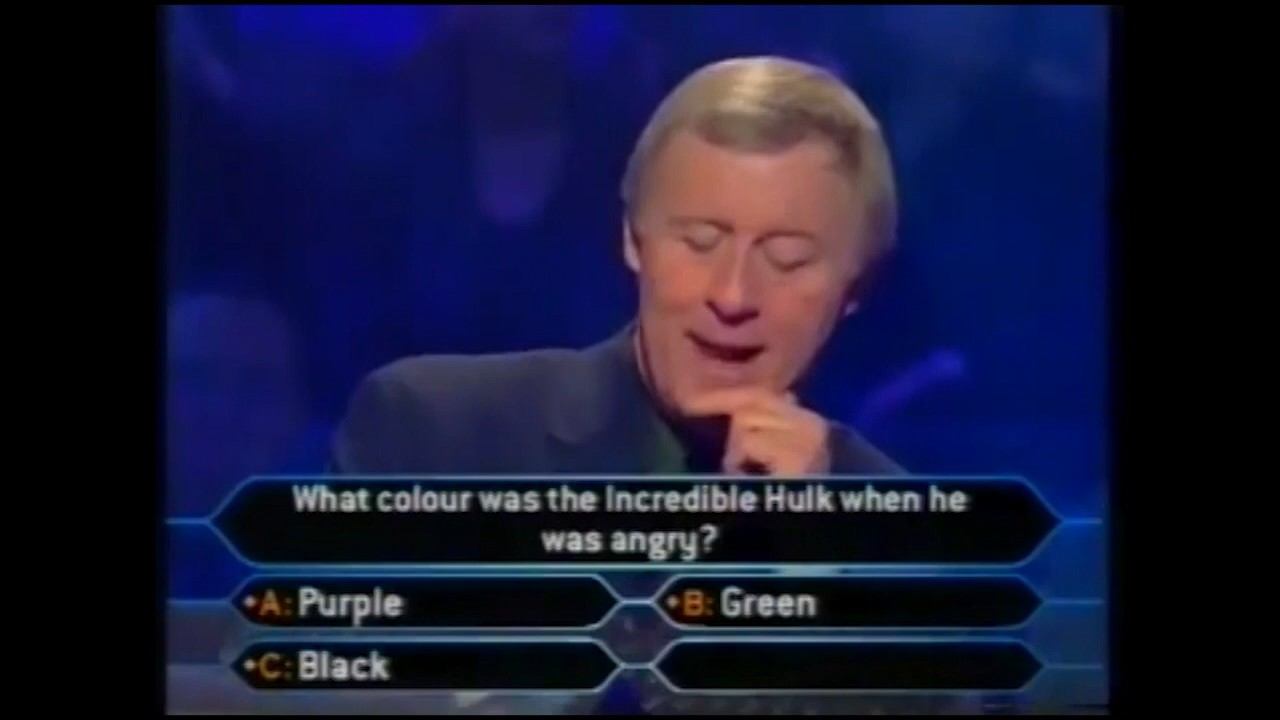 What colour was the Incredible Hulk when he
was angry?
A: Purple
B: Green
C: Black